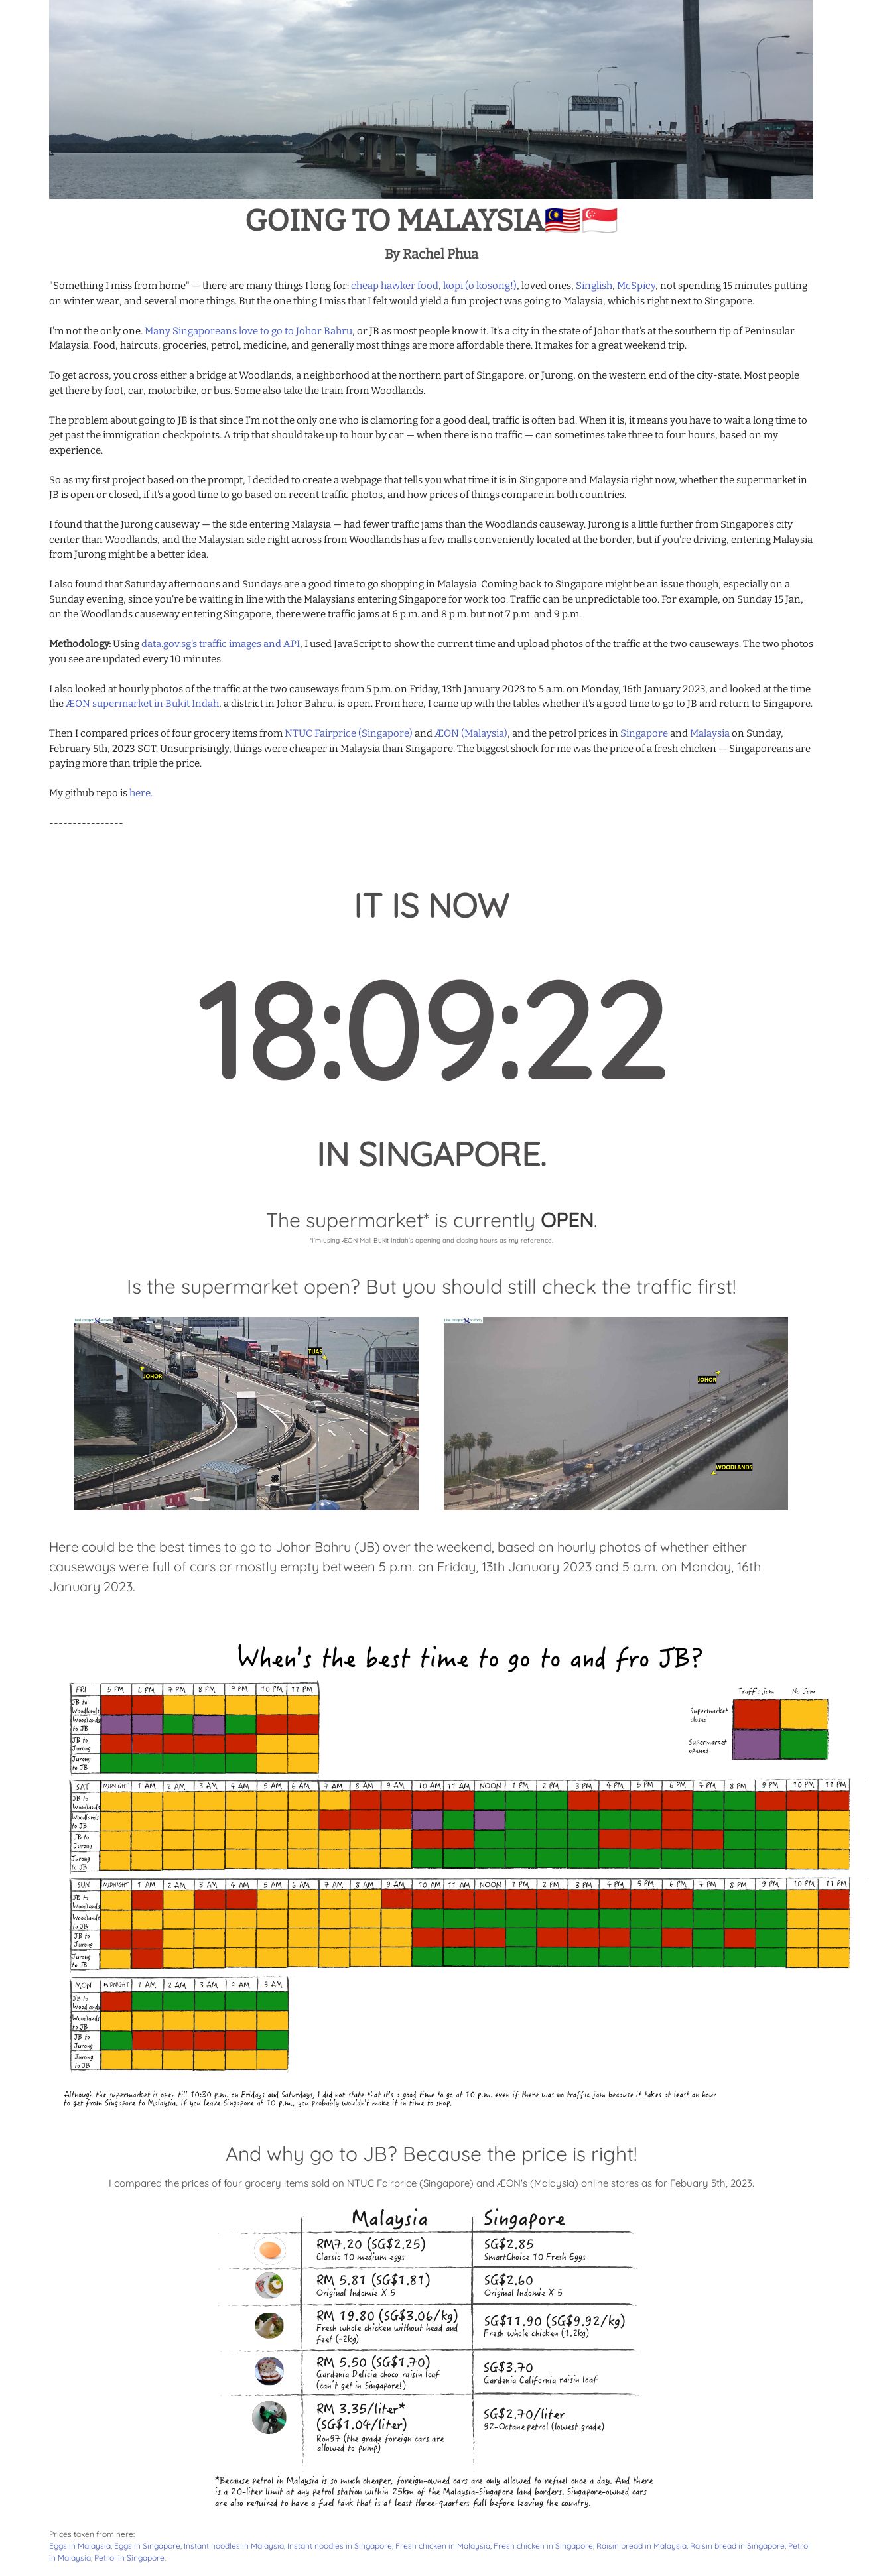 GOING TO MALAYSIA🇲🇾🇸🇬
By Rachel Phua
"Something I miss from home" — there are many things I long for: cheap hawker food, kopi (o kosong!), loved ones, Singlish, McSpicy, not spending 15 minutes putting
on winter wear, and several more things. But the one thing I miss that I felt would yield a fun project was going to Malaysia, which is right next to Singapore.
I'm not the only one. Many Singaporeans love to go to Johor Bahru, or JB as most people know it. It's a city in the state of Johor that's at the southern tip of Peninsular
Malaysia. Food, haircuts, groceries, petrol, medicine, and generally most things are more affordable there. It makes for a great weekend trip.
To get across, you cross either a bridge at Woodlands, a neighborhood at the northern part of Singapore, or Jurong, on the western end of the city-state. Most people
get there by foot, car, motorbike, or bus. Some also take the train from Woodlands.
The problem about going to JB is that since I'm not the only one who is clamoring for a good deal, traffic is often bad. When it is, it means you have to wait a long time to
get past the immigration checkpoints. A trip that should take up to hour by car — when there is no traffic — can sometimes take three to four hours, based on my
experience.
So as my first project based on the prompt, I decided to create a webpage that tells you what time it is in Singapore and Malaysia right now, whether the supermarket in
JB is open or closed, if it's a good time to go based on recent traffic photos, and how prices of things compare in both countries.
I found that the Jurong causeway — the side entering Malaysia — had fewer traffic jams than the Woodlands causeway. Jurong is a little further from Singapore's city
center than Woodlands, and the Malaysian side right across from Woodlands has a few malls conveniently located at the border, but if you're driving, entering Malaysia
from Jurong might be a better idea.
I also found that Saturday afternoons and Sundays are a good time to go shopping in Malaysia. Coming back to Singapore might be an issue though, especially on a
Sunday evening, since you're be waiting in line with the Malaysians entering Singapore for work too. Traffic can be unpredictable too. For example, on Sunday 15 Jan,
on the Woodlands causeway entering Singapore, there were traffic jams at 6 p.m. and 8 p.m. but not 7 p.m. and 9 p.m.
Methodology: Using data.gov.sg's traffic images and API, I used JavaScript to show the current time and upload photos of the traffic at the two causeways. The two photos
you see are updated every 10 minutes.
I also looked at hourly photos of the traffic at the two causeways from 5 p.m. on Friday, 13th January 2023 to 5 a.m. on Monday, 16th January 2023, and looked at the time
the ÆON supermarket in Bukit Indah, a district in Johor Bahru, is open. From here, I came up with the tables whether it's a good time to go to JB and return to Singapore.
Then I compared prices of four grocery items from NTUC Fairprice (Singapore) and ÆON (Malaysia), and the petrol prices in Singapore and Malaysia on Sunday,
February 5th, 2023 SGT. Unsurprisingly, things were cheaper in Malaysia than Singapore. The biggest shock for me was the price of a fresh chicken — Singaporeans are
paying more than triple the price.
My github repo is here.
----------------
IT IS NOW
18:09:22
IN SINGAPORE.
The supermarket* is currently OPEN.
*I'm using ÆON Mall Bukit Indah's opening and closing hours as my reference.
Is the supermarket open? But you should still check the traffic first!
JOHOR
TUAS
JOHOR
WOODLANDS
Here could be the best times to go to Johor Bahru (JB) over the weekend, based on hourly photos of whether either
causeways were full of cars or mostly empty between 5 p.m. on Friday, 13th January 2023 and 5 a.m. on Monday, 16th
January 2023.
When's the best time to go to and fro JB?
Traffic jam No Jam
Supermarket closed
Supermarket opened
FRI 5 PM 6 PM 7 PM 8 PM 9 PM 10 PM 11 PM
JB to Woodlands
Woodlands to JB
JB to Jurong
Jurong to JB
SAT MIDNIGHT 1 AM 2 AM 3 AM 4 AM 5 AM 6 AM 7 AM 8 AM 9 AM 10 AM 11 AM NOON 1 PM 2 PM 3 PM 4 PM 5 PM 6 PM 7 PM 8 PM 9 PM 10 PM 11 PM
JB to Woodlands
Woodlands to JB
JB to Jurong
Jurong to JB
SUN MIDNIGHT 1 AM 2 AM 3 AM 4 AM 5 AM 6 AM 7 AM 8 AM 9 AM 10 AM 11 AM NOON 1 PM 2 PM 3 PM 4 PM 5 PM 6 PM 7 PM 8 PM 9 PM 10 PM 11 PM
JB to Woodlands
Woodlands to JB
JB to Jurong
Jurong to JB
MON MIDNIGHT 1 AM 2 AM 3 AM 4 AM 5 AM
JB to Woodlands
Woodlands to JB
JB to Jurong
Jurong to JB
Although the supermarket is open till 10:30 p.m. on Fridays and Saturdays, I did not state that it's a good time to go at 10 p.m. even if there was no traffic jam because it takes at least an hour
to get from Singapore to Malaysia. If you leave Singapore at 10 p.m., you probably wouldn't make it in time to shop.
And why go to JB? Because the price is right!
I compared the prices of four grocery items sold on NTUC Fairprice (Singapore) and ÆON's (Malaysia) online stores as for Febuary 5th, 2023.
Malaysia Singapore
RM7.20 (SG$2.25)
Classic 10 medium eggs
SG$2.85
SmartChoice 10 Fresh Eggs
RM 5.81 (SG$1.81)
Original Indomie X 5
SG$2.60
Original Indomie X 5
RM 19.80 (SG$3.06/kg)
Fresh whole chicken without head and
feet (~2kg)
SG$11.90 (SG$9.92/kg)
Fresh whole chicken (1.2kg)
RM 5.50 (SG$1.70)
Gardenia Delicia choco raisin loaf
(can't get in Singapore!)
SG$3.70
Gardenia California raisin loaf
RM 3.35/liter*
(SG$1.04/liter)
Ron97 (the grade foreign cars are
allowed to pump)
SG$2.70/liter
92-Octane petrol (lowest grade)
*Because petrol in Malaysia is so much cheaper, foreign-owned cars are only allowed to refuel once a day. And there
is a 20-liter limit at any petrol station within 25km of the Malaysia-Singapore land borders. Singapore-owned cars
are also required to have a fuel tank that is at least three-quarters full before leaving the country.
Prices taken from here:
Eggs in Malaysia, Eggs in Singapore, Instant noodles in Malaysia, Instant noodles in Singapore, Fresh chicken in Malaysia, Fresh chicken in Singapore, Raisin bread in Malaysia, Raisin bread in Singapore, Petrol
in Malaysia, Petrol in Singapore.